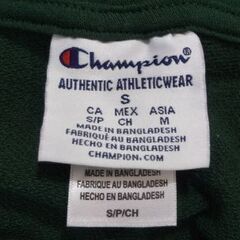 Champion
AUTHENTIC ATHLETICWEAR
S
CA MEX ASIA
S/P CH M
MADE IN BANGLADESH
FABRIQUÉ AU BANGLADESH
HECHO EN BANGLADESH
CHAMPION.COM
MADE IN BANGLADESH
FABRIQUE AU BANGLADESH
HECHO EN BANGLADESH
S/P/CH